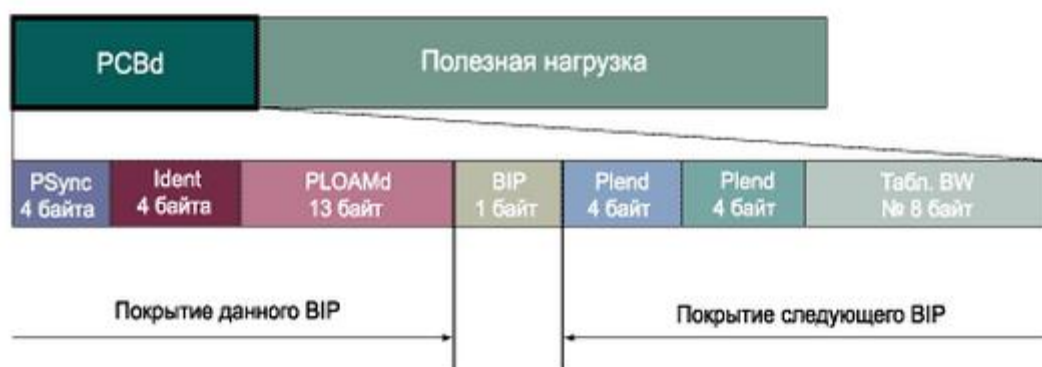 PCBd
Полезная нагрузка
PSync
4 байта
Ident
4 байта
PLOAMd
13 байт
BIP
1 байт
Plend
4 байт
Plend
4 байт
Табл. BW
№ 8 байт
Покрытие данного BIP
Покрытие следующего BIP